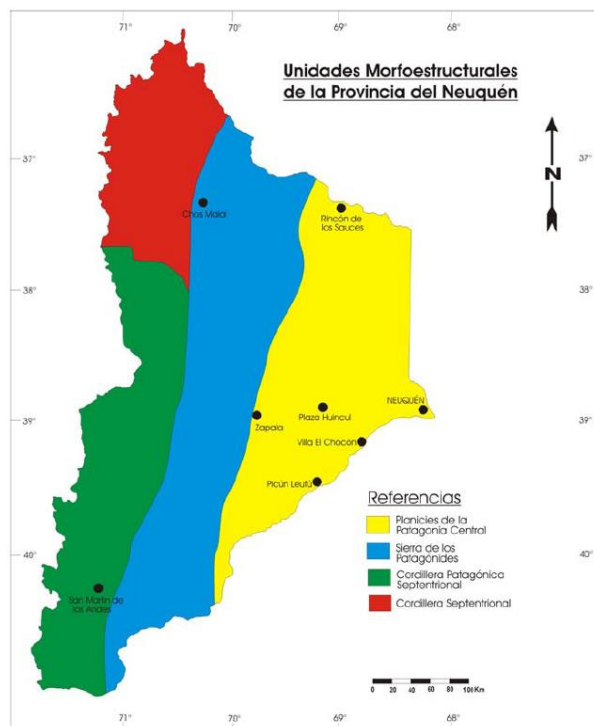 71°
70°
69°
68°
Unidades Morfoestructurales
de la Provincia del Neuquén
37°
37°
N
Chos Malal
Rincón de
los Sauces
38°
38°
NEUQUÉN
Plaza Huincul
Zapala
39°
39°
Villa El Chocón
Picún Leufú
Referencias
Planicies de la
Patagonia Central
Sierra de los
Patagónides
40°
40°
Cordillera Patagónica
Septentrional
San Martín de
los Andes
Cordillera Septentrional
0 20 40 60 80 100 Km
71°
70°
69°
68°